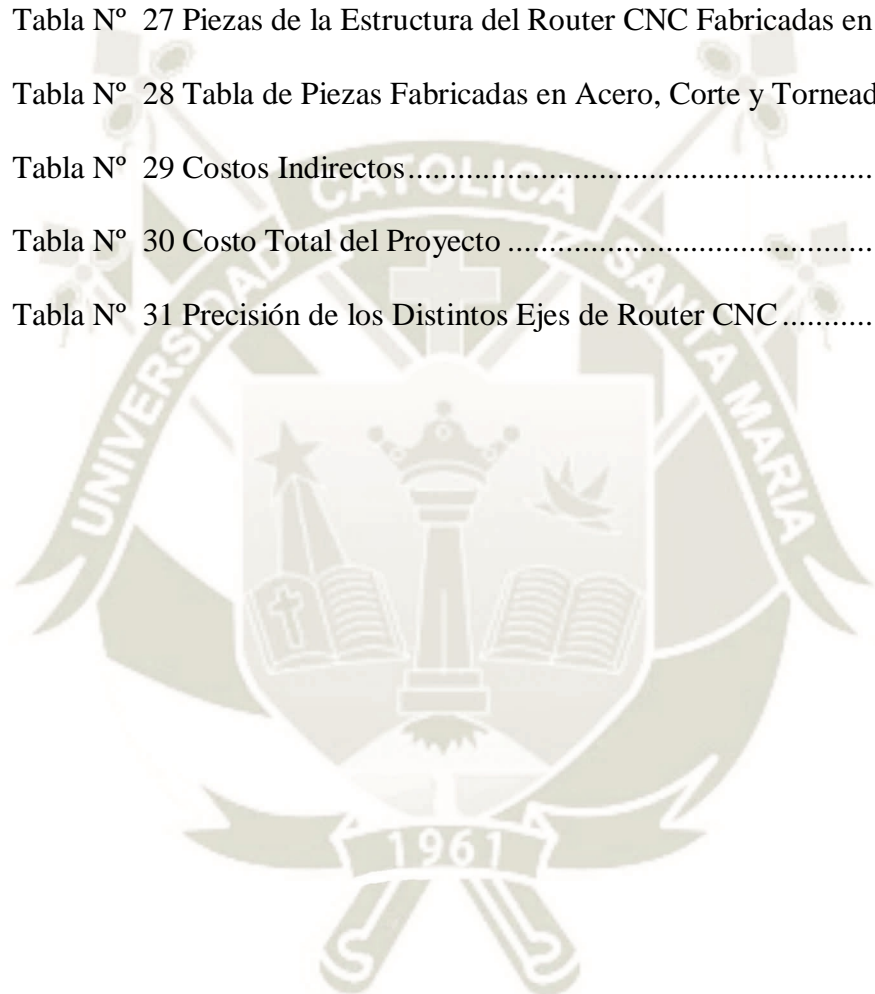 Tabla Nº 27 Piezas de la Estructura del Router CNC Fabricadas en
Tabla Nº 28 Tabla de Piezas Fabricadas en Acero, Corte y Tornead
Tabla Nº 29 Costos Indirectos......................................................
Tabla Nº 30 Costo Total del Proyecto ..........................................
Tabla Nº 31 Precisión de los Distintos Ejes de Router CNC...........
UNIVERSIDAD CATOLICA SANTA MARIA
1961